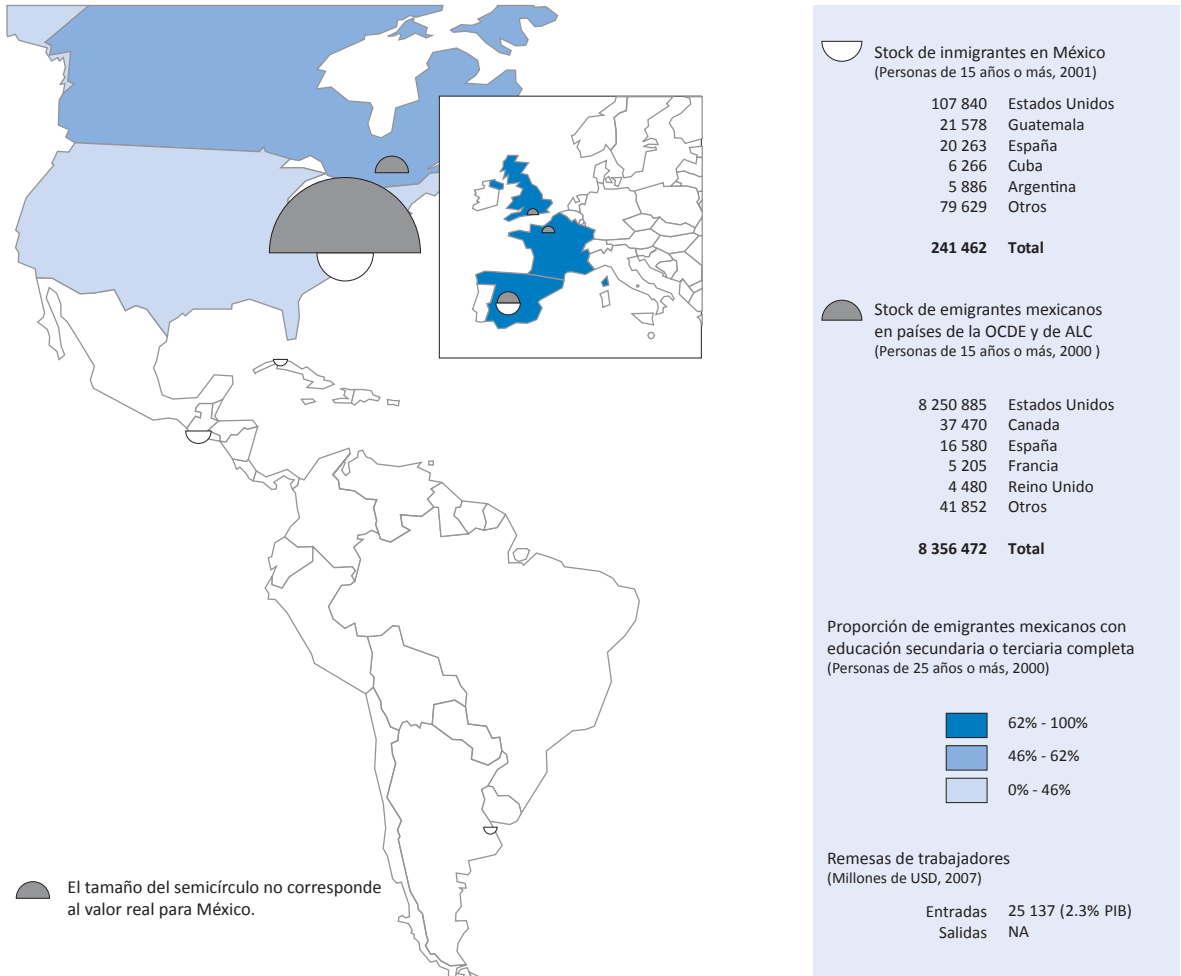 Stock de inmigrantes en México
(Personas de 15 años o más, 2001)
107 840 Estados Unidos
21 578 Guatemala
20 263 España
6 266 Cuba
5 886 Argentina
79 629 Otros
241 462 Total
Stock de emigrantes mexicanos
en países de la OCDE y de ALC
(Personas de 15 años o más, 2000 )
8 250 885 Estados Unidos
37 470 Canada
16 580 España
5 205 Francia
4 480 Reino Unido
41 852 Otros
8 356 472 Total
Proporción de emigrantes mexicanos con
educación secundaria o terciaria completa
(Personas de 25 años o más, 2000)
62% - 100%
46% - 62%
0% - 46%
Remesas de trabajadores
(Millones de USD, 2007)
Entradas 25 137 (2.3% PIB)
Salidas NA
El tamaño del semicírculo no corresponde
al valor real para México.